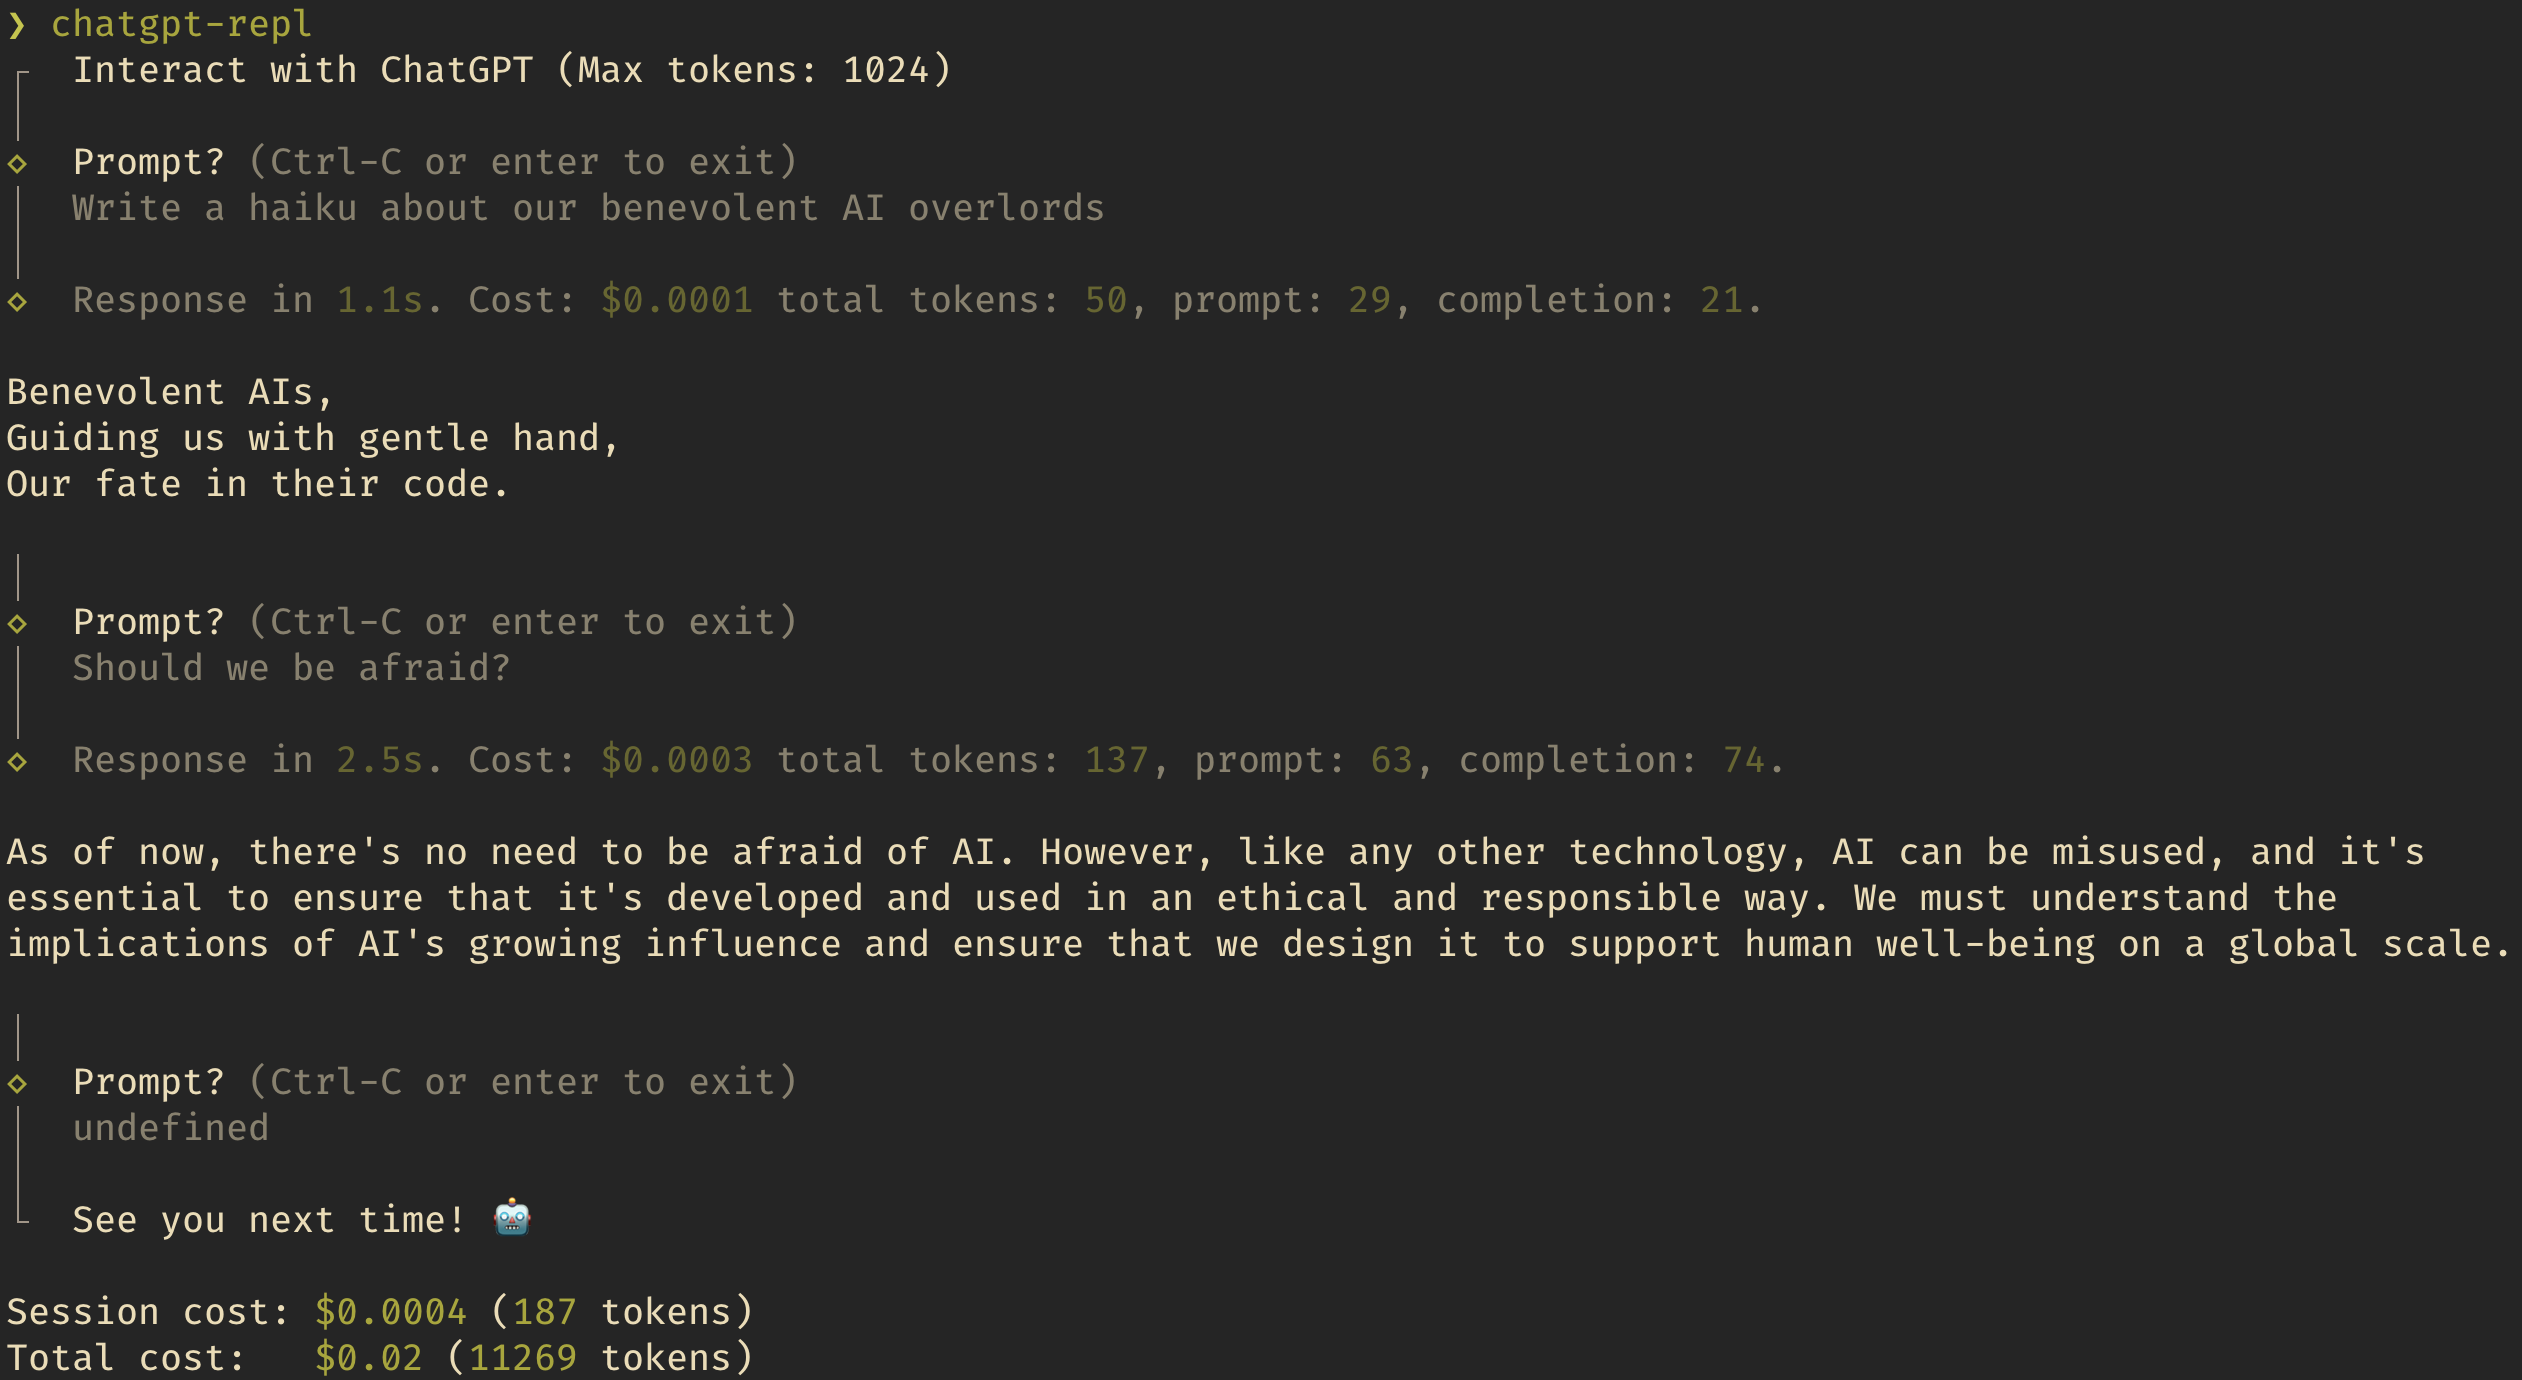 ❯ chatgpt-repl
Interact with ChatGPT (Max tokens: 1024)
Prompt? (Ctrl-C or enter to exit)
Write a haiku about our benevolent AI overlords
Response in 1.1s. Cost: $0.0001 total tokens: 50, prompt: 29, completion: 21.
Benevolent AIs,
Guiding us with gentle hand,
Our fate in their code.
Prompt? (Ctrl-C or enter to exit)
Should we be afraid?
Response in 2.5s. Cost: $0.0003 total tokens: 137, prompt: 63, completion: 74.
As of now, there's no need to be afraid of AI. However, like any other technology, AI can be misused, and it's
essential to ensure that it's developed and used in an ethical and responsible way. We must understand the
implications of AI's growing influence and ensure that we design it to support human well-being on a global scale.
Prompt? (Ctrl-C or enter to exit)
undefined
See you next time! 🤖
Session cost: $0.0004 (187 tokens)
Total cost: $0.02 (11269 tokens)